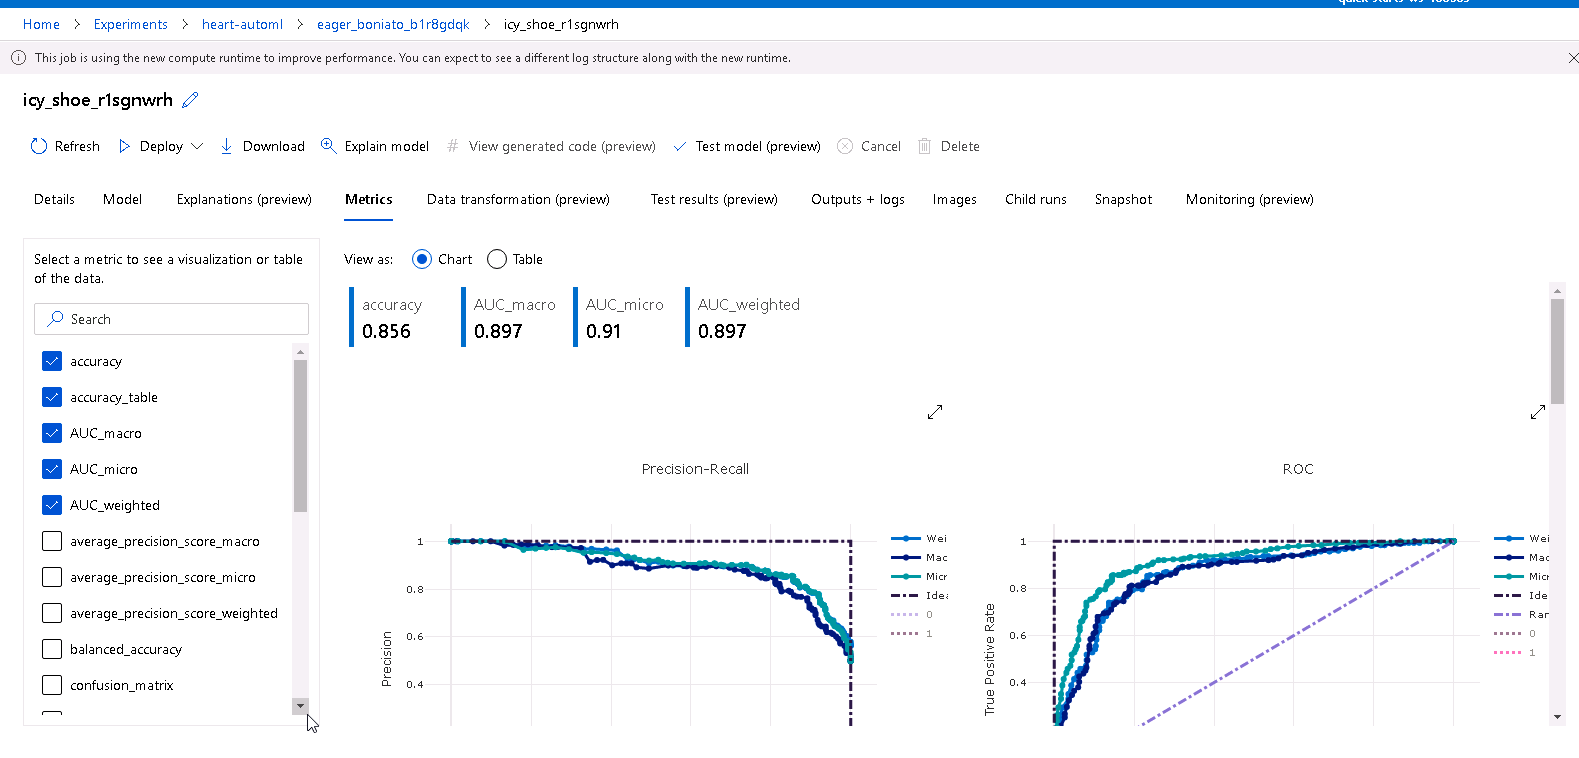 Home > Experiments > heart-automl > eager_boniato_b1r8gdqk > icy_shoe_r1sgnwrh
This job is using the new compute runtime to improve performance. You can expect to see a different log structure along with the new runtime.
icy_shoe_r1sgnwrh
Refresh Deploy Download Explain model # View generated code (preview) Test model (preview) Cancel Delete
Details Model Explanations (preview) Metrics Data transformation (preview) Test results (preview) Outputs + logs Images Child runs Snapshot Monitoring (preview)
Select a metric to see a visualization or table
of the data.
Search
accuracy
accuracy_table
AUC_macro
AUC_micro
AUC_weighted
average_precision_score_macro
average_precision_score_micro
average_precision_score_weighted
balanced_accuracy
confusion_matrix
View as: Chart Table
accuracy AUC_macro AUC_micro AUC_weighted
0.856 0.897 0.91 0.897
Precision-Recall
1
0.8
0.6
0.4
Precision
Wei
Mac
Micr
Idea
0
1
ROC
1
0.8
0.6
0.4
True Positive Rate
Wei
Mac
Micr
Idea
Ran
0
1